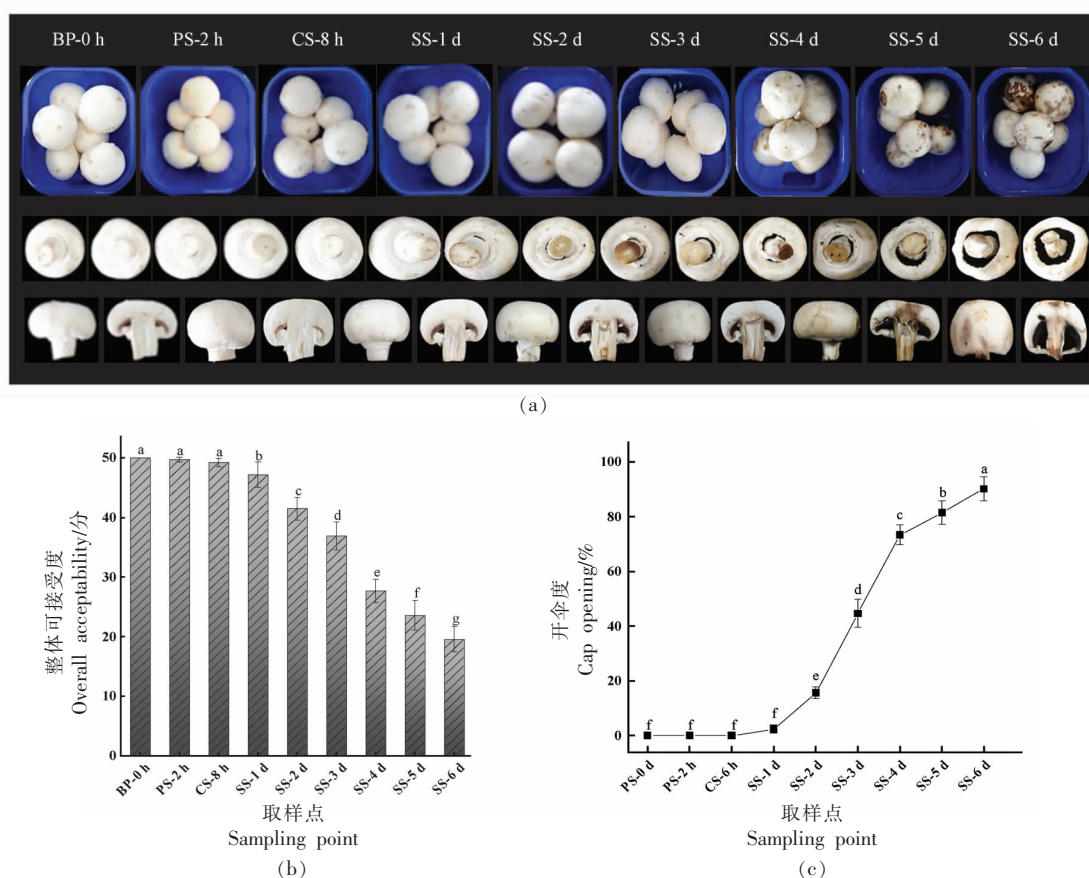 BP-0 h PS-2 h CS-8 h SS-1 d SS-2 d SS-3 d SS-4 d SS-5 d SS-6 d
(a)
整体可接受度
Overall acceptability/分
50
40
30
20
10
0
a a a b c d e f g
BP-0 h PS-2 h CS-8 h SS-1 d SS-2 d SS-3 d SS-4 d SS-5 d SS-6 d
取样点
Sampling point
(b)
开伞度
Cap opening/%
100
80
60
40
20
0
f f f f e d c b a
PS-0 d PS-2 h CS-6 h SS-1 d SS-2 d SS-3 d SS-4 d SS-5 d SS-6 d
取样点
Sampling point
(c)